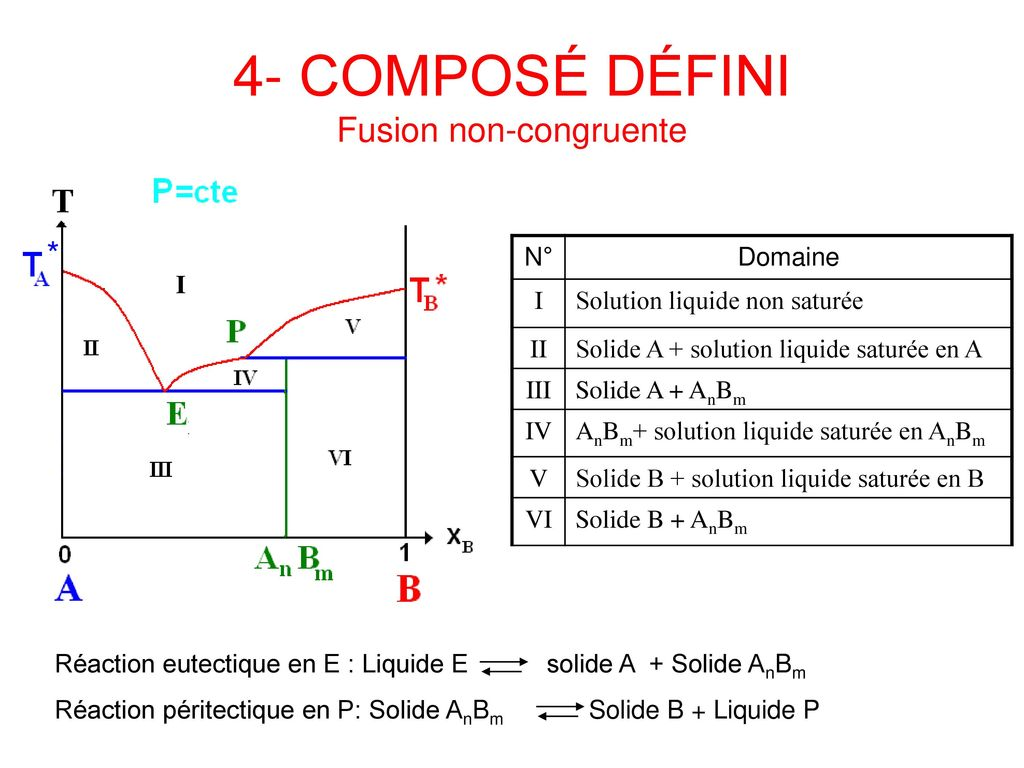 4- COMPOSÉ DÉFINI
Fusion non-congruente
T
P=cte
TA*
I
TB*
P
V
II
IV
E
III
VI
0
An Bm
1
xB
A
B
N° Domaine
I Solution liquide non saturée
II Solide A + solution liquide saturée en A
III Solide A + AnBm
IV AnBm+ solution liquide saturée en AnBm
V Solide B + solution liquide saturée en B
VI Solide B + AnBm
Réaction eutectique en E : Liquide E ⇌ solide A + Solide AnBm
Réaction péritectique en P: Solide AnBm ⇌ Solide B + Liquide P